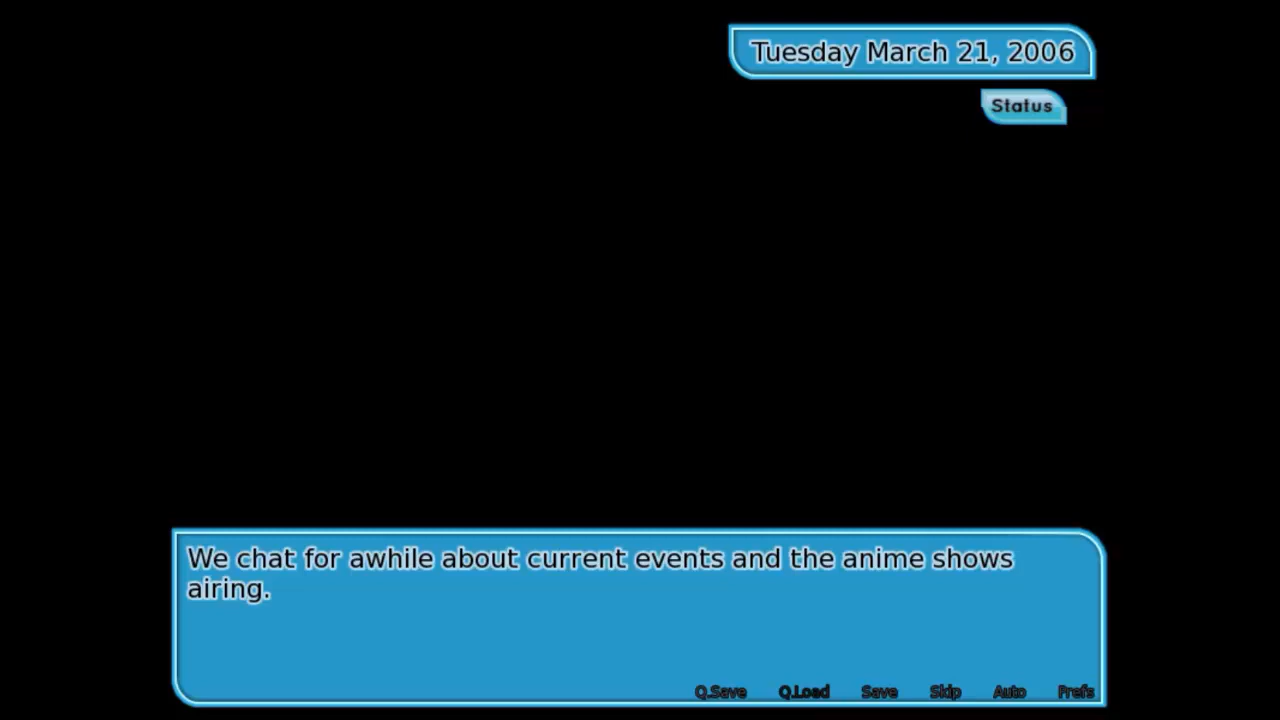 Tuesday March 21, 2006
Status
We chat for awhile about current events and the anime shows
airing.
Q.Save Q.Load Save Skip Auto Prefs